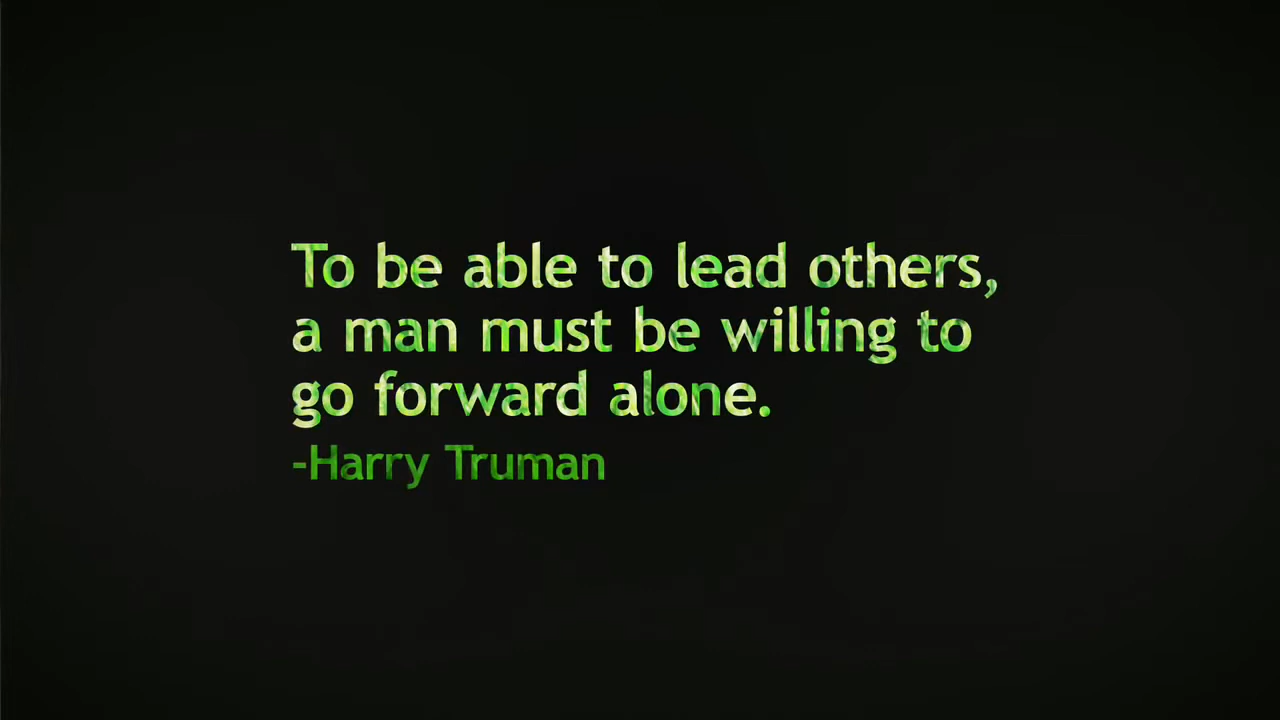 To be able to lead others,
a man must be willing to
go forward alone.
-Harry Truman